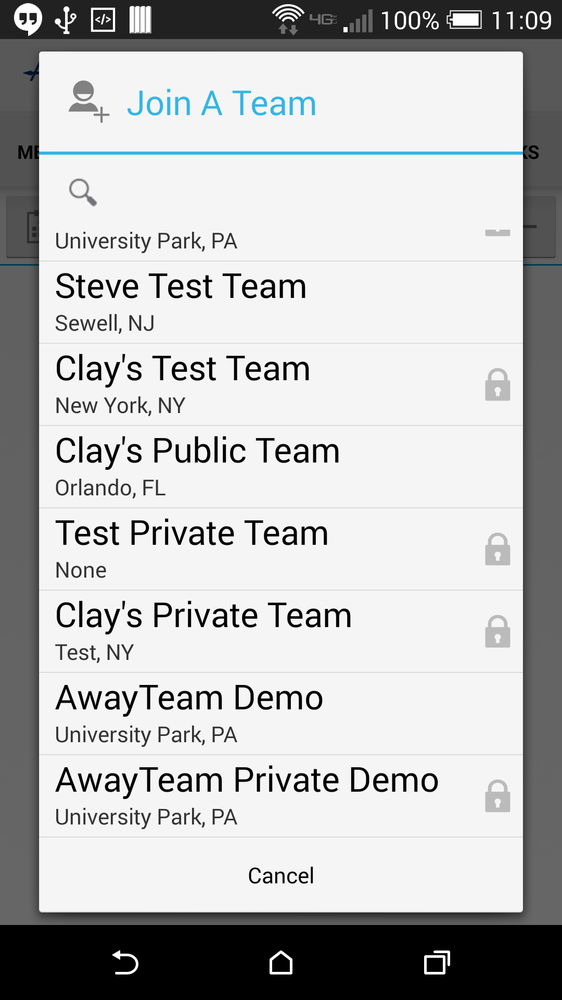 4G LTE 100% 11:09
Join A Team
University Park, PA
Steve Test Team
Sewell, NJ
Clay's Test Team
New York, NY
Clay's Public Team
Orlando, FL
Test Private Team
None
Clay's Private Team
Test, NY
AwayTeam Demo
University Park, PA
AwayTeam Private Demo
University Park, PA
Cancel